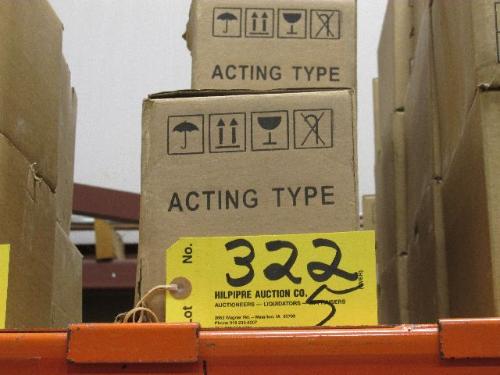 ACTING TYPE
ACTING TYPE
Lot No. 322
5
HILPIPRE AUCTION CO.
AUCTIONEERS — LIQUIDATORS — APPRAISERS